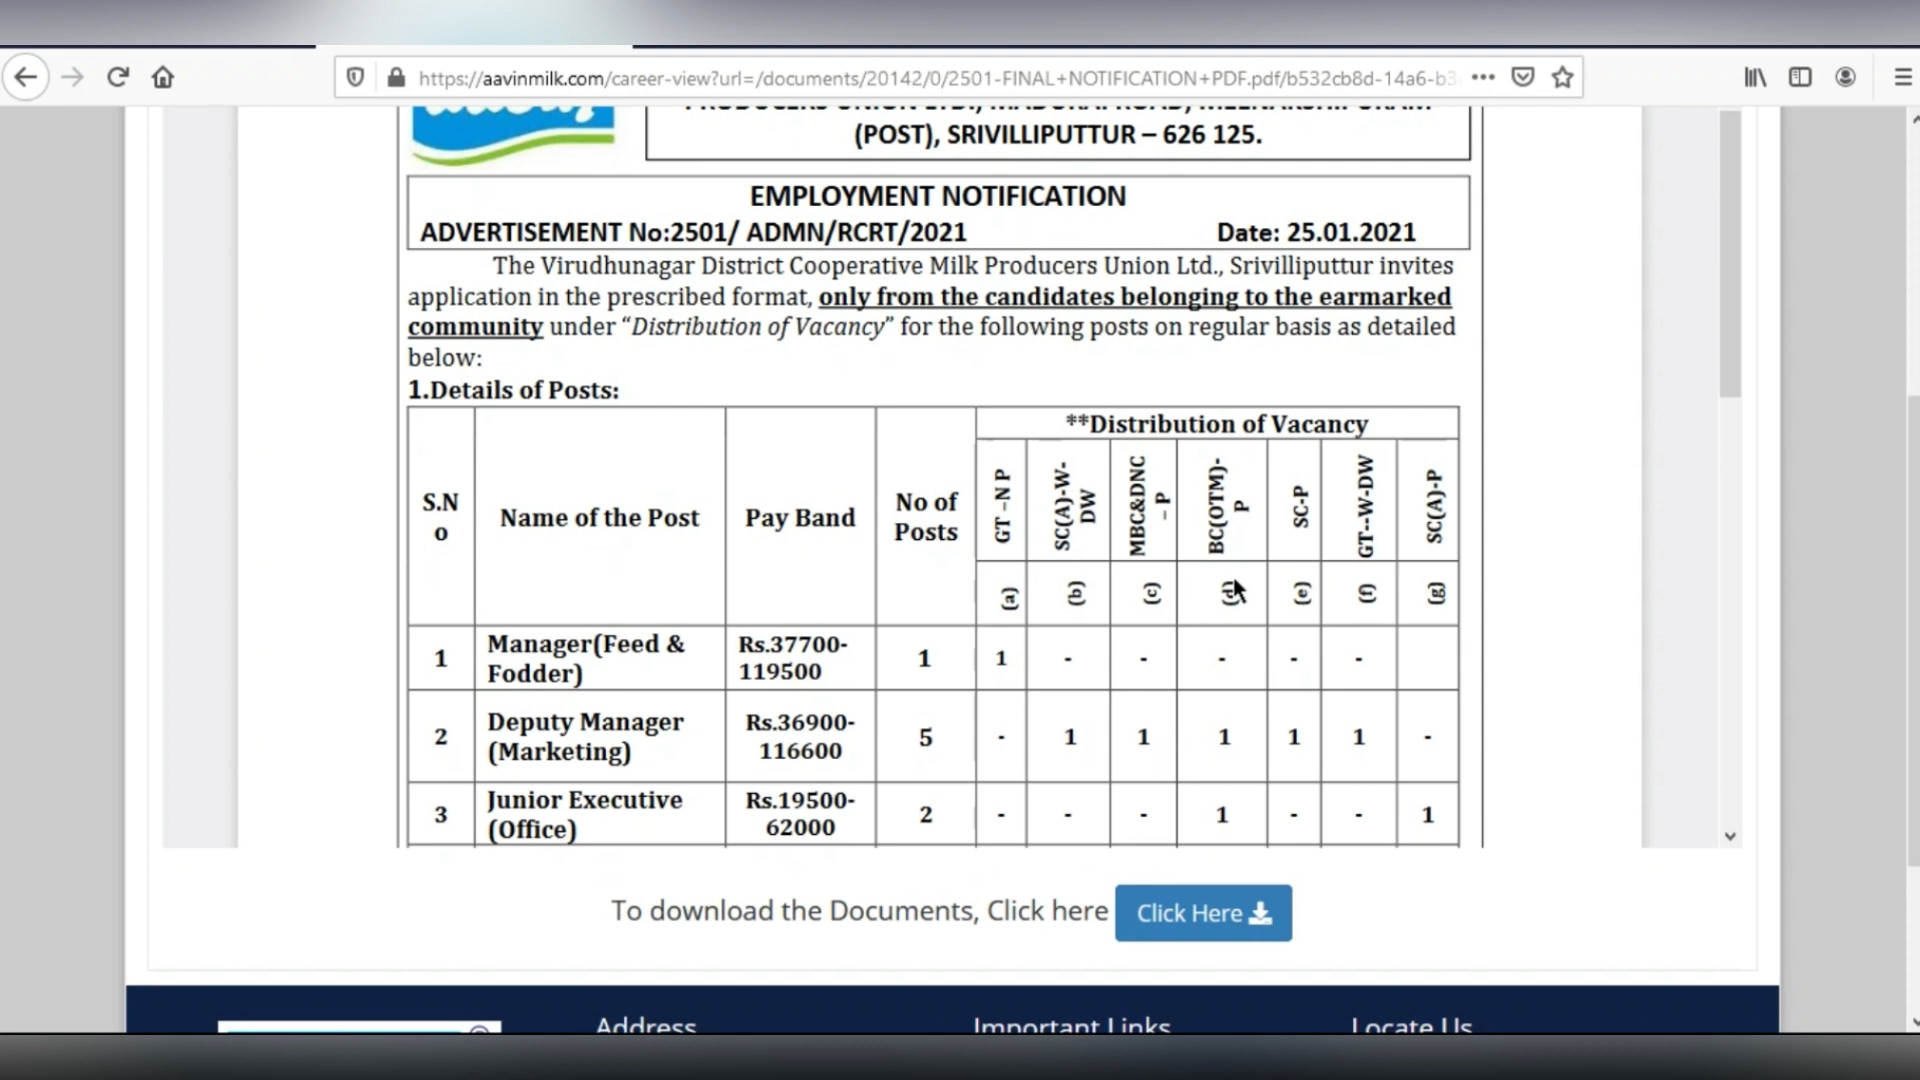 https://aavinmilk.com/career-view?url=/documents/20142/0/2501-FINAL+NOTIFICATION+PDF.pdf/b532cb8d-14a6-b3
PRODUCERS UNION LTD., MADURAI ROAD, MEENAKSHIPURAM
(POST), SRIVILLIPUTTUR – 626 125.
EMPLOYMENT NOTIFICATION
ADVERTISEMENT No:2501/ ADMN/RCRT/2021 Date: 25.01.2021
The Virudhunagar District Cooperative Milk Producers Union Ltd., Srivilliputtur invites
application in the prescribed format, only from the candidates belonging to the earmarked
community under “Distribution of Vacancy” for the following posts on regular basis as detailed
below:
1.Details of Posts:
**Distribution of Vacancy
S.N
o
Name of the Post
Pay Band
No of
Posts
GT –N P
SC(A)-W-
DW
MBC&DNC
– P
BC(OTM)-
P
SC-P
GT--W-DW
SC(A)-P
(a) (b) (c) (d) (e) (f) (g)
1 Manager(Feed & Rs.37700- 1 1 - - - - -
Fodder) 119500
2 Deputy Manager Rs.36900- 5 - 1 1 1 1 1 -
(Marketing) 116600
3 Junior Executive Rs.19500- 2 - - - 1 - - 1
(Office) 62000
To download the Documents, Click here Click Here
Address Important Links Locate Us